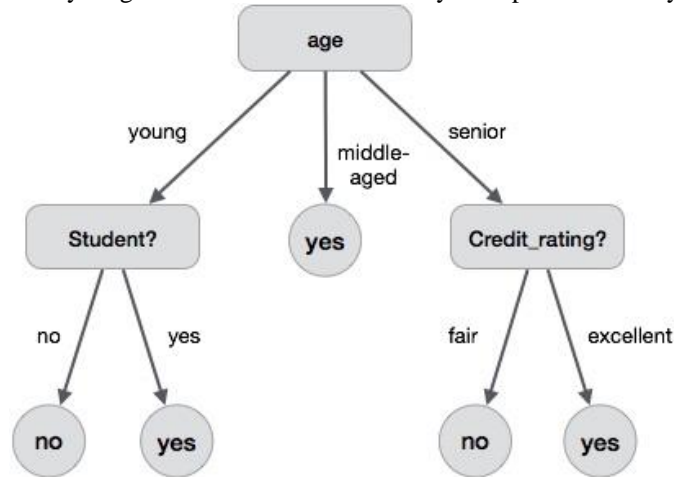 age
young
middle-
aged
senior
Student?
yes
Credit_rating?
no
yes
fair
excellent
no
yes
no
yes